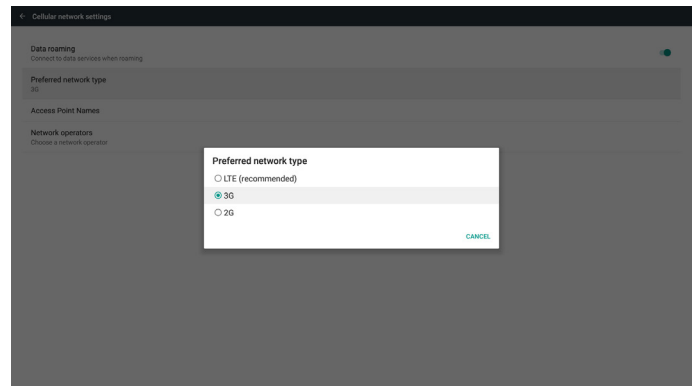 Cellular network settings
Data roaming
Connect to data services when roaming
Preferred network type
3G
Access Point Names
Network operators
Choose a network operator
Preferred network type
LTE (recommended)
3G
2G
CANCEL